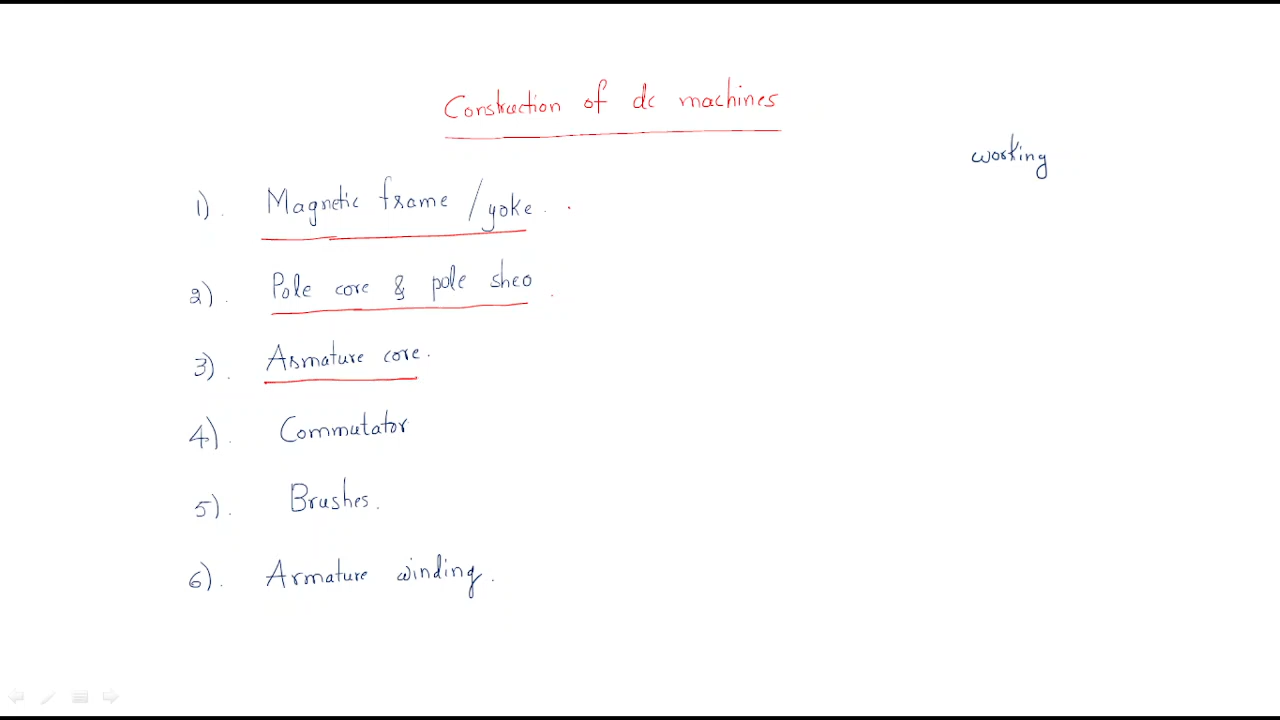 Construction of dc machines
working
1). Magnetic frame / yoke .
2). Pole core & pole sheo .
3). Asmature core.
4). Commutator
5). Brushes.
6). Armature winding.